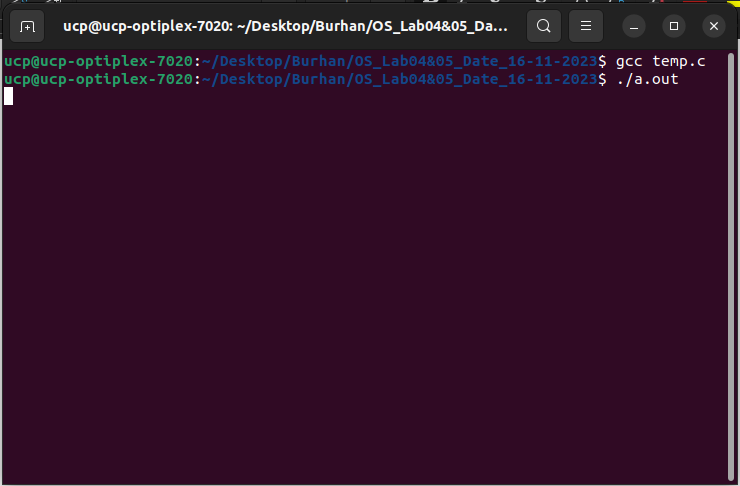 ucp@ucp-optiplex-7020: ~/Desktop/Burhan/OS_Lab04&05_Da...
ucp@ucp-optiplex-7020:~/Desktop/Burhan/OS_Lab04&05_Date_16-11-2023$ gcc temp.c
ucp@ucp-optiplex-7020:~/Desktop/Burhan/OS_Lab04&05_Date_16-11-2023$ ./a.out